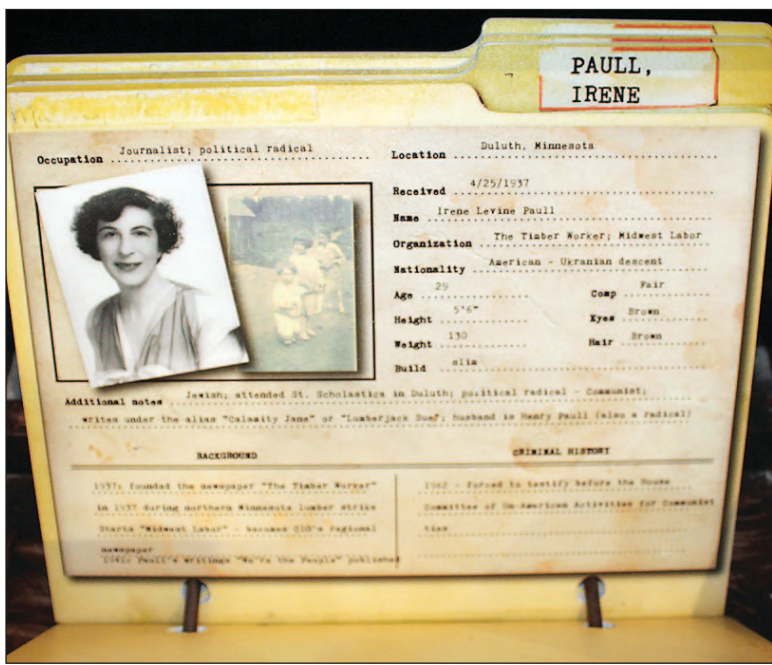 PAULL,
IRENE
Occupation Journalist; political radical
Location Duluth, Minnesota
Received 4/25/1937
Name Irene Levine Paull
Organization The Timber Worker; Midwest Labor
Nationality American - Ukranian descent
Age 29 Comp Fair
Height 5'6" Eyes Brown
Weight 130 Hair Brown
Build slim
Additional notes Jewish; attended St. Scholastica in Duluth; political radical - Communist;
writes under the alias "Calamity Jane" or "Lumberjack Sue"; husband is Henry Paull (also a radical)
BACKGROUND
1937: founded the newspaper "The Timber Worker"
in 1937 during northern Minnesota lumber strike
Starts "Midwest Labor" - becomes CIO's regional
newspaper
1941: Paull's writings "We're the People" published
CRIMINAL HISTORY
1962 - forced to testify before the House
Committee of Un-American Activities for Communist
ties